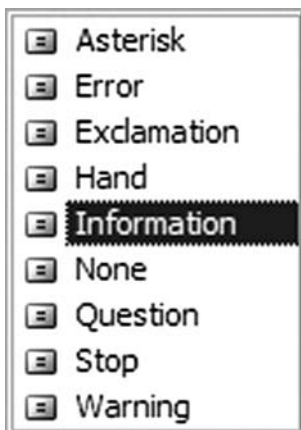 Asterisk
Error
Exclamation
Hand
Information
None
Question
Stop
Warning